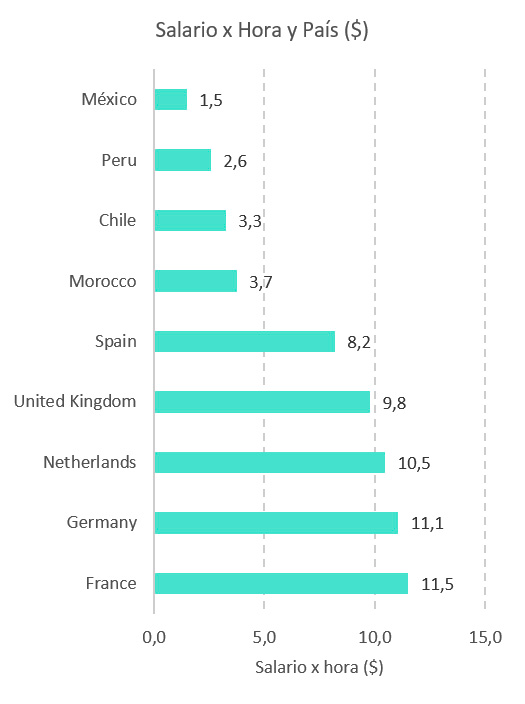 Salario x Hora y País ($)
México 1,5
Peru 2,6
Chile 3,3
Morocco 3,7
Spain 8,2
United Kingdom 9,8
Netherlands 10,5
Germany 11,1
France 11,5
0,0 5,0 10,0 15,0
Salario x hora ($)